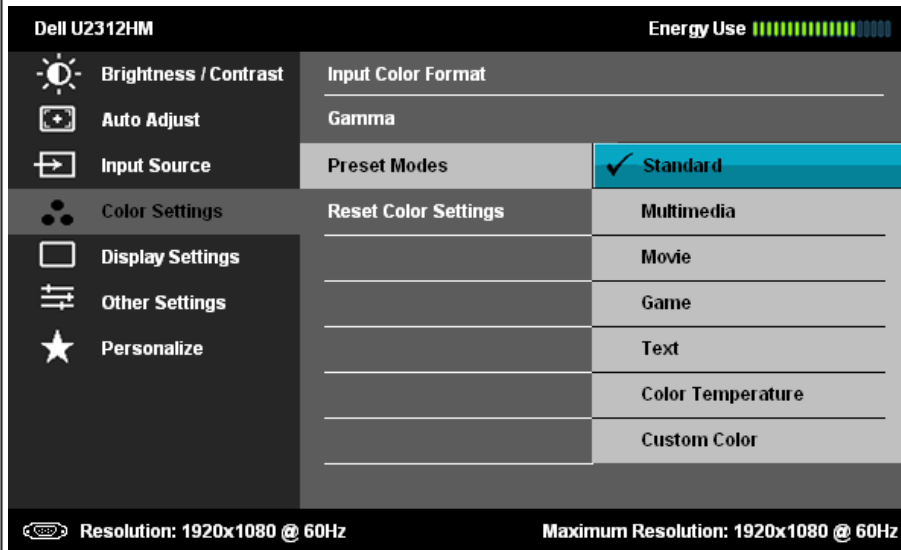 Dell U2312HM Energy Use
Brightness / Contrast
Auto Adjust
Input Source
Color Settings
Display Settings
Other Settings
Personalize
Input Color Format
Gamma
Preset Modes
Reset Color Settings
Standard
Multimedia
Movie
Game
Text
Color Temperature
Custom Color
Resolution: 1920x1080 @ 60Hz Maximum Resolution: 1920x1080 @ 60Hz